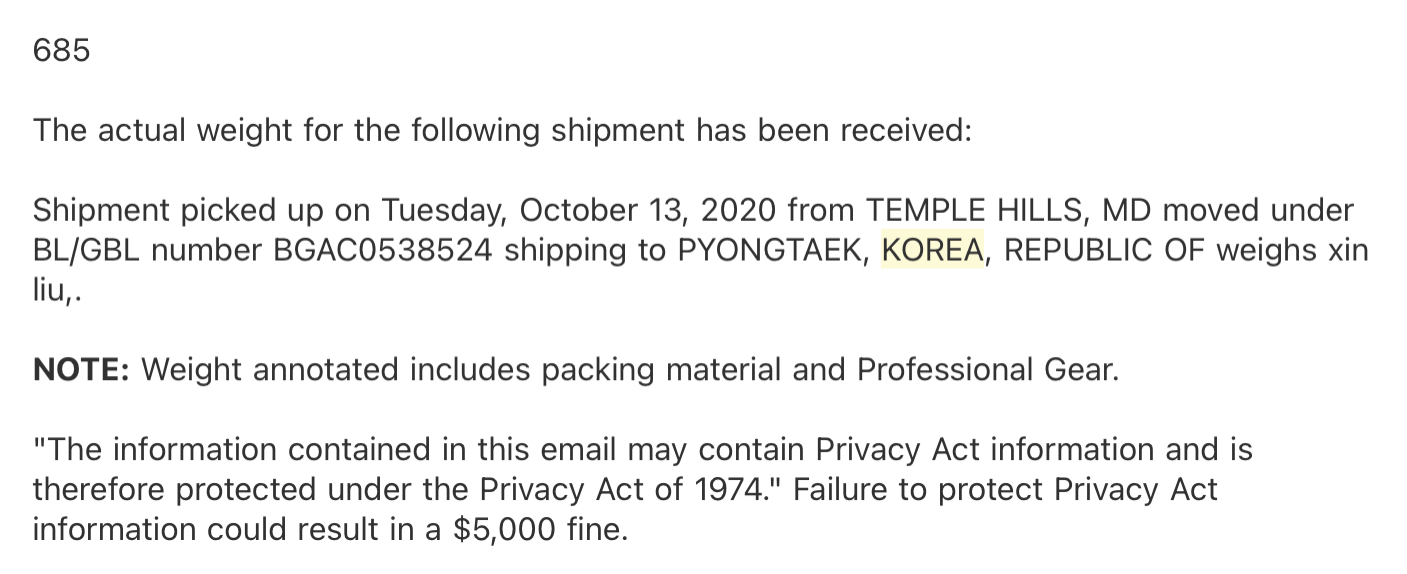 685
The actual weight for the following shipment has been received:
Shipment picked up on Tuesday, October 13, 2020 from TEMPLE HILLS, MD moved under
BL/GBL number BGAC0538524 shipping to PYONGTAEK, KOREA, REPUBLIC OF weighs xin
liu,.
NOTE: Weight annotated includes packing material and Professional Gear.
"The information contained in this email may contain Privacy Act information and is
therefore protected under the Privacy Act of 1974." Failure to protect Privacy Act
information could result in a $5,000 fine.